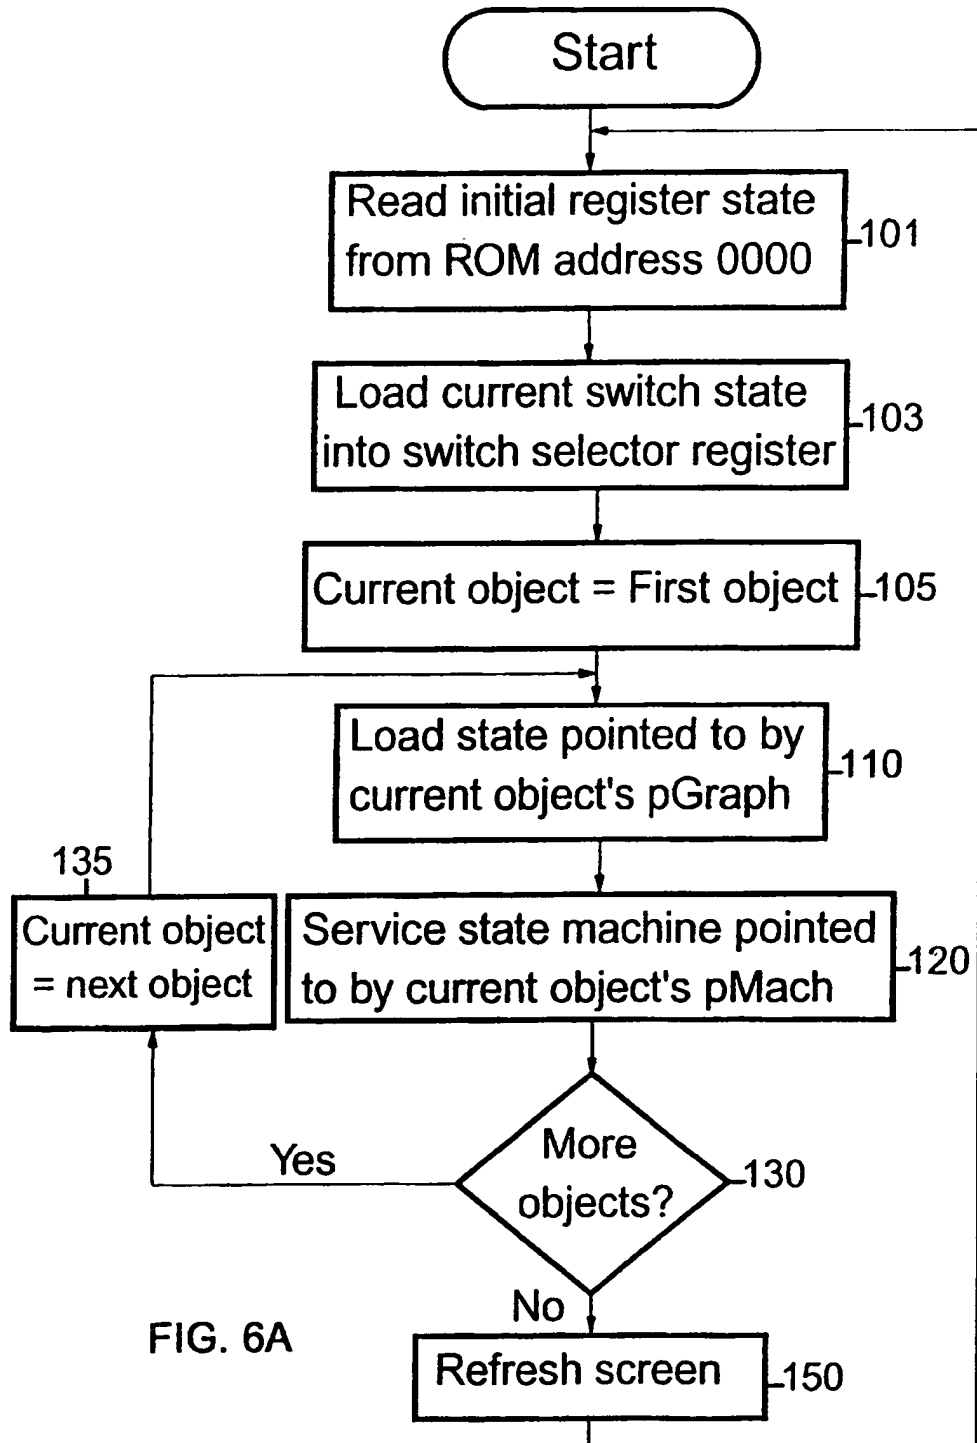 Start
Read initial register state
from ROM address 0000
101
Load current switch state
into switch selector register
103
Current object = First object
105
Load state pointed to by
current object's pGraph
110
135
Current object
= next object
Service state machine pointed
to by current object's pMach
120
More
objects?
130
Yes
No
FIG. 6A
Refresh screen
150